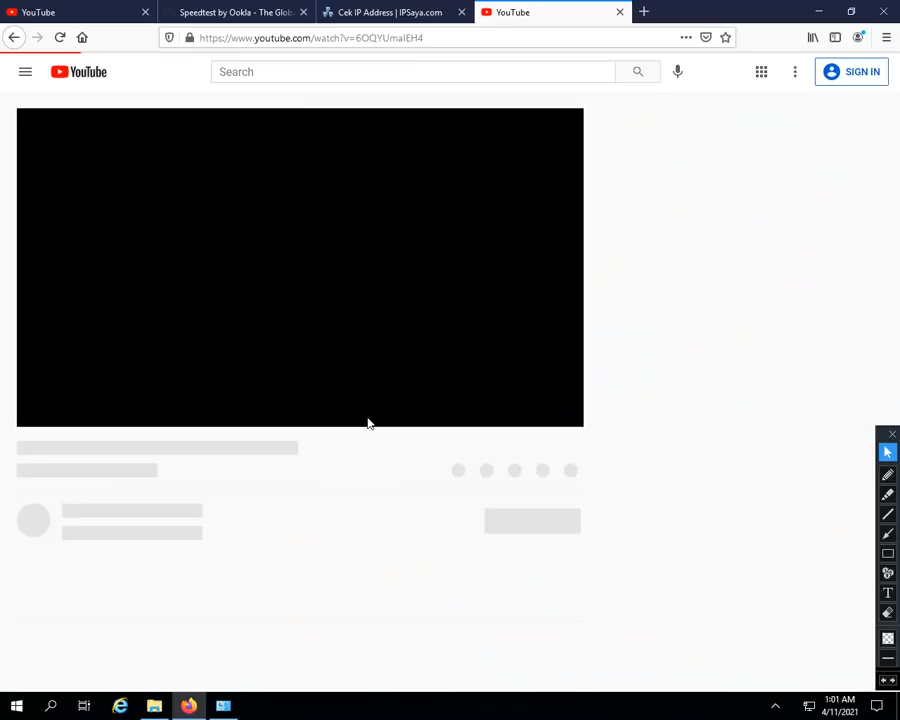 YouTube
Speedtest by Ookla - The Glob
Cek IP Address | IPSaya.com
YouTube
https://www.youtube.com/watch?v=6OQYUmaIEH4
YouTube
Search
SIGN IN
T
1:01 AM
4/11/2021